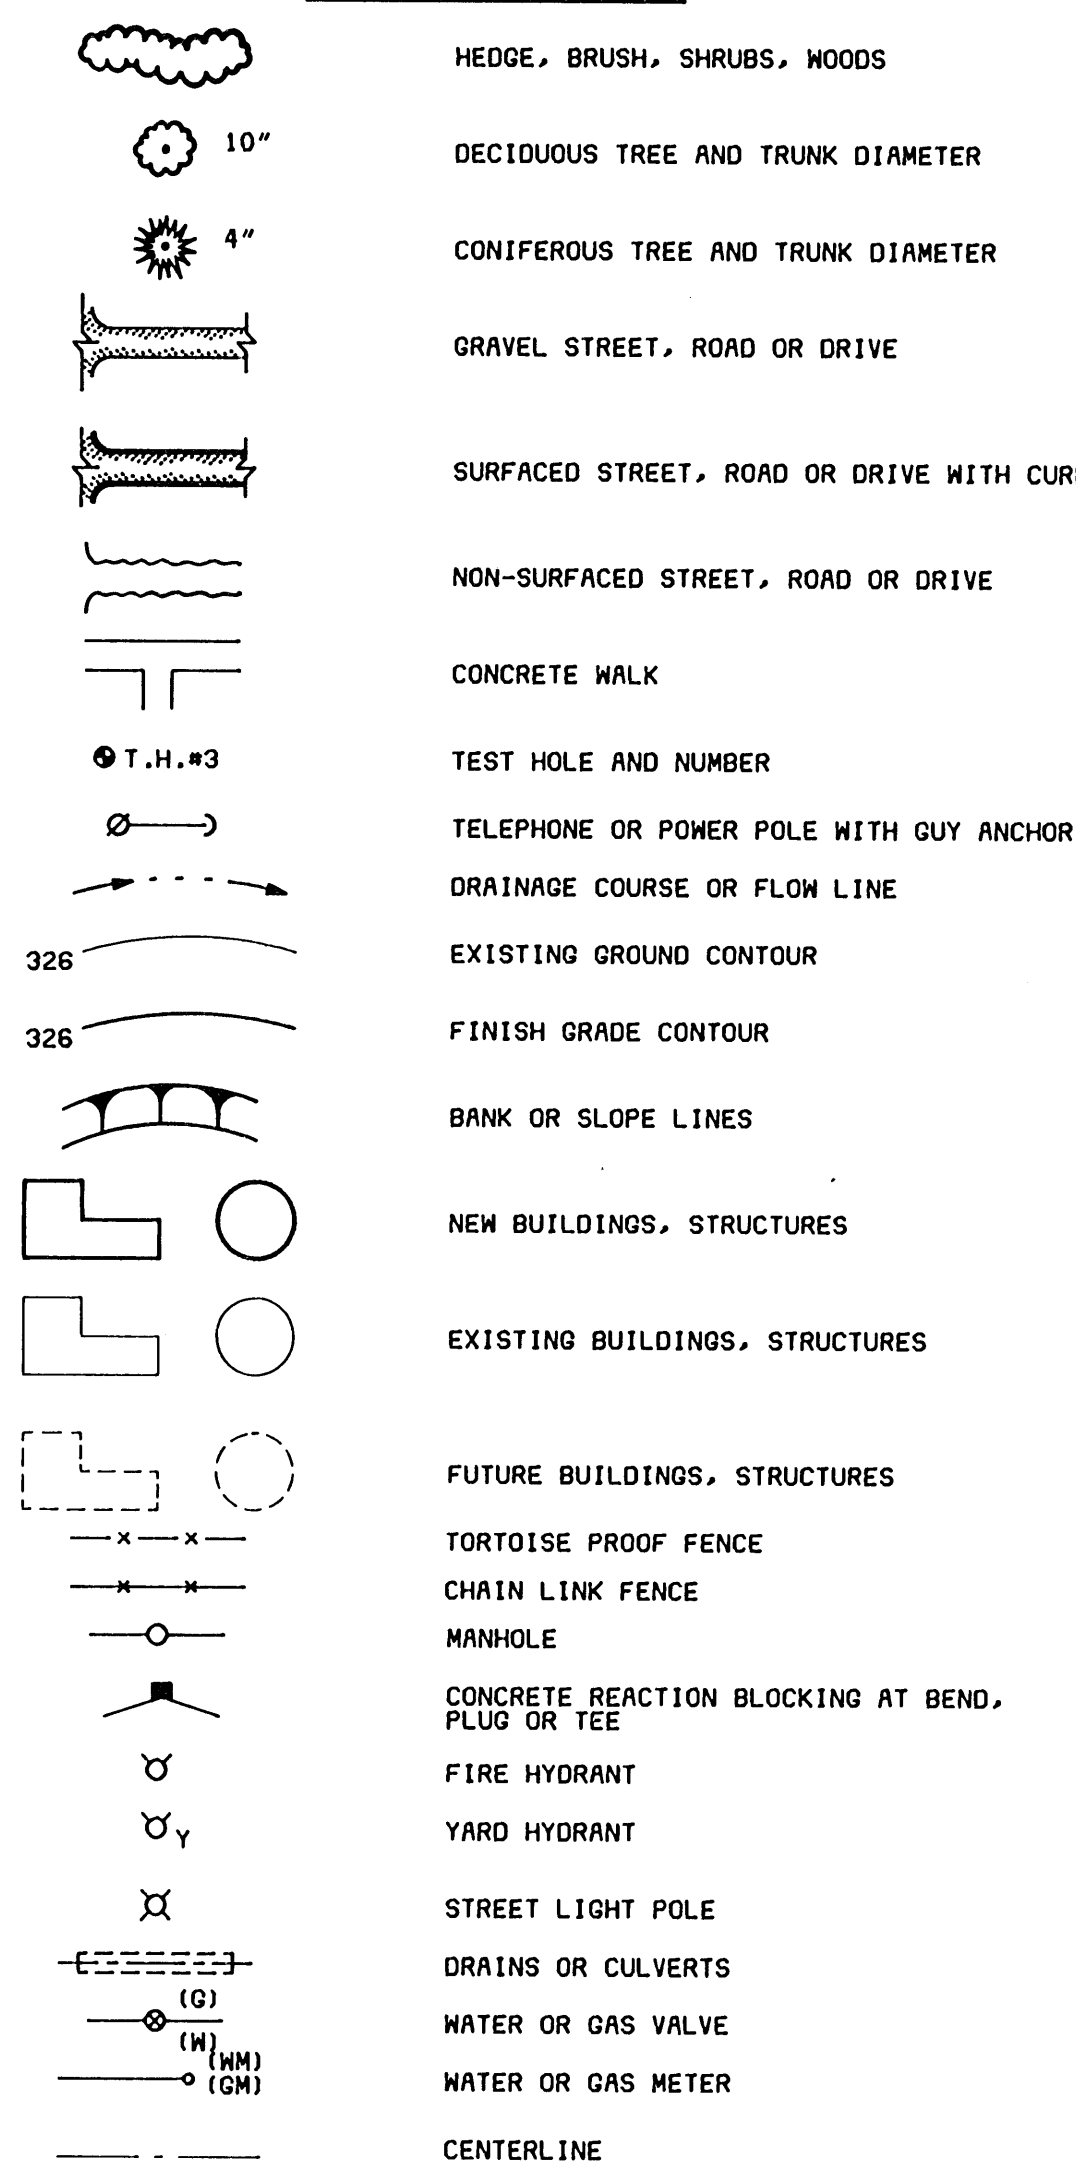 HEDGE, BRUSH, SHRUBS, WOODS
10" DECIDUOUS TREE AND TRUNK DIAMETER
4" CONIFEROUS TREE AND TRUNK DIAMETER
GRAVEL STREET, ROAD OR DRIVE
SURFACED STREET, ROAD OR DRIVE WITH
NON-SURFACED STREET, ROAD OR DRIVE
CONCRETE WALK
T.H.#3 TEST HOLE AND NUMBER
TELEPHONE OR POWER POLE WITH GUY ANCHOR
DRAINAGE COURSE OR FLOW LINE
326 EXISTING GROUND CONTOUR
326 FINISH GRADE CONTOUR
BANK OR SLOPE LINES
NEW BUILDINGS, STRUCTURES
EXISTING BUILDINGS, STRUCTURES
FUTURE BUILDINGS, STRUCTURES
TORTOISE PROOF FENCE
CHAIN LINK FENCE
MANHOLE
CONCRETE REACTION BLOCKING AT BEND,
PLUG OR TEE
FIRE HYDRANT
Y YARD HYDRANT
STREET LIGHT POLE
DRAINS OR CULVERTS
(G)
WATER OR GAS VALVE
(W)
(WM)
(GM) WATER OR GAS METER
CENTERLINE